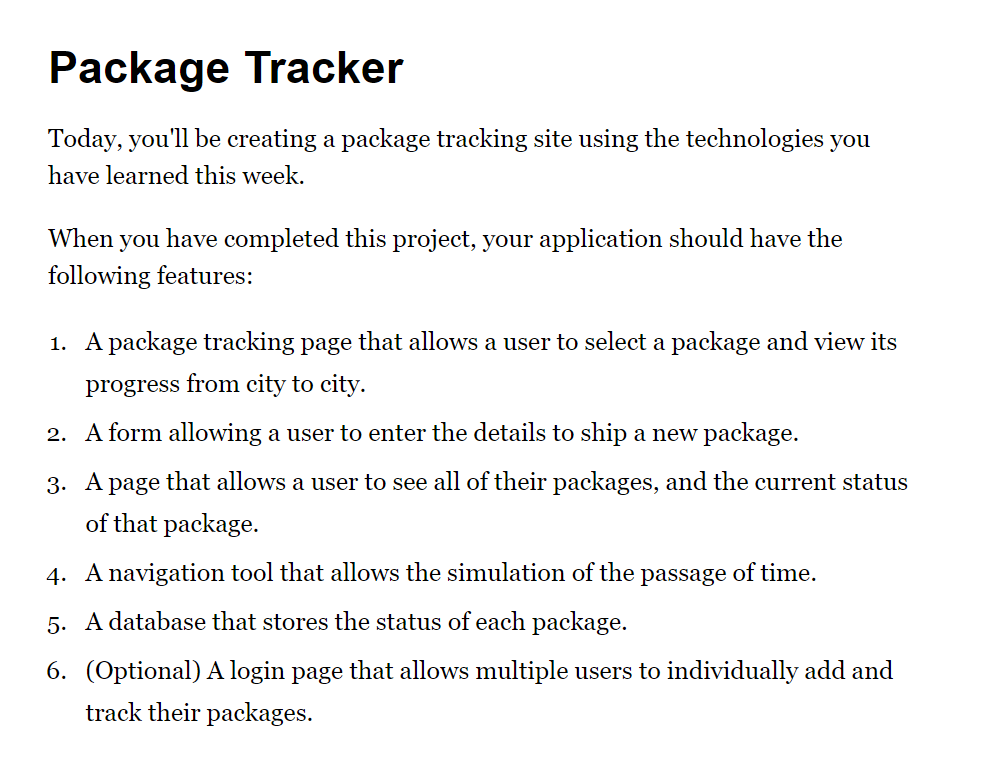 Package Tracker
Today, you'll be creating a package tracking site using the technologies you
have learned this week.
When you have completed this project, your application should have the
following features:
1. A package tracking page that allows a user to select a package and view its
progress from city to city.
2. A form allowing a user to enter the details to ship a new package.
3. A page that allows a user to see all of their packages, and the current status
of that package.
4. A navigation tool that allows the simulation of the passage of time.
5. A database that stores the status of each package.
6. (Optional) A login page that allows multiple users to individually add and
track their packages.